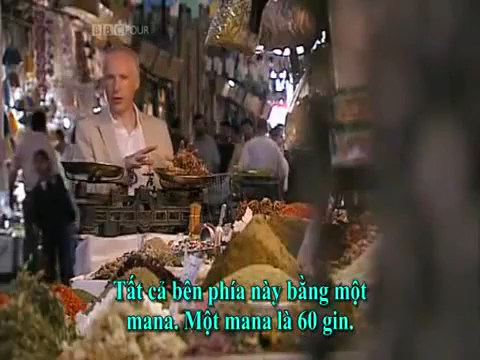 BBC FOUR
Tất cả bên phía này bằng một
mana. Một mana là 60 gin.